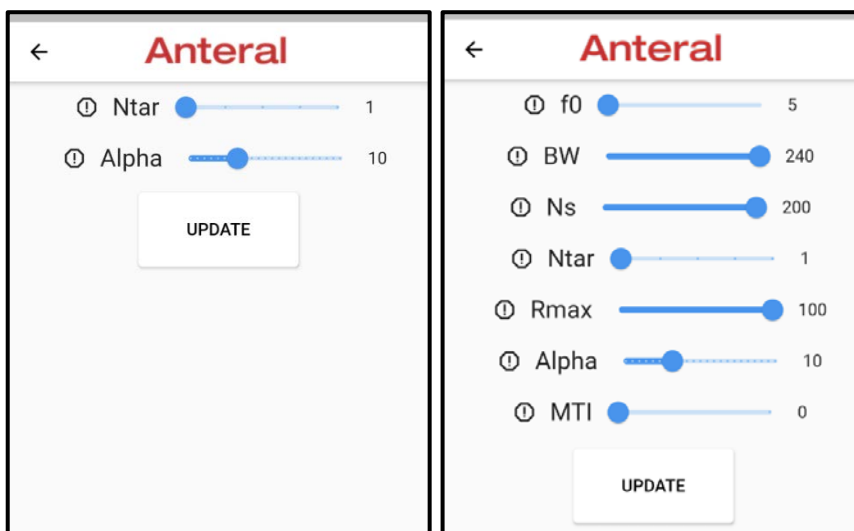 Anteral
Ntar 1
Alpha 10
UPDATE
Anteral
f0 5
BW 240
Ns 200
Ntar 1
Rmax 100
Alpha 10
MTI 0
UPDATE